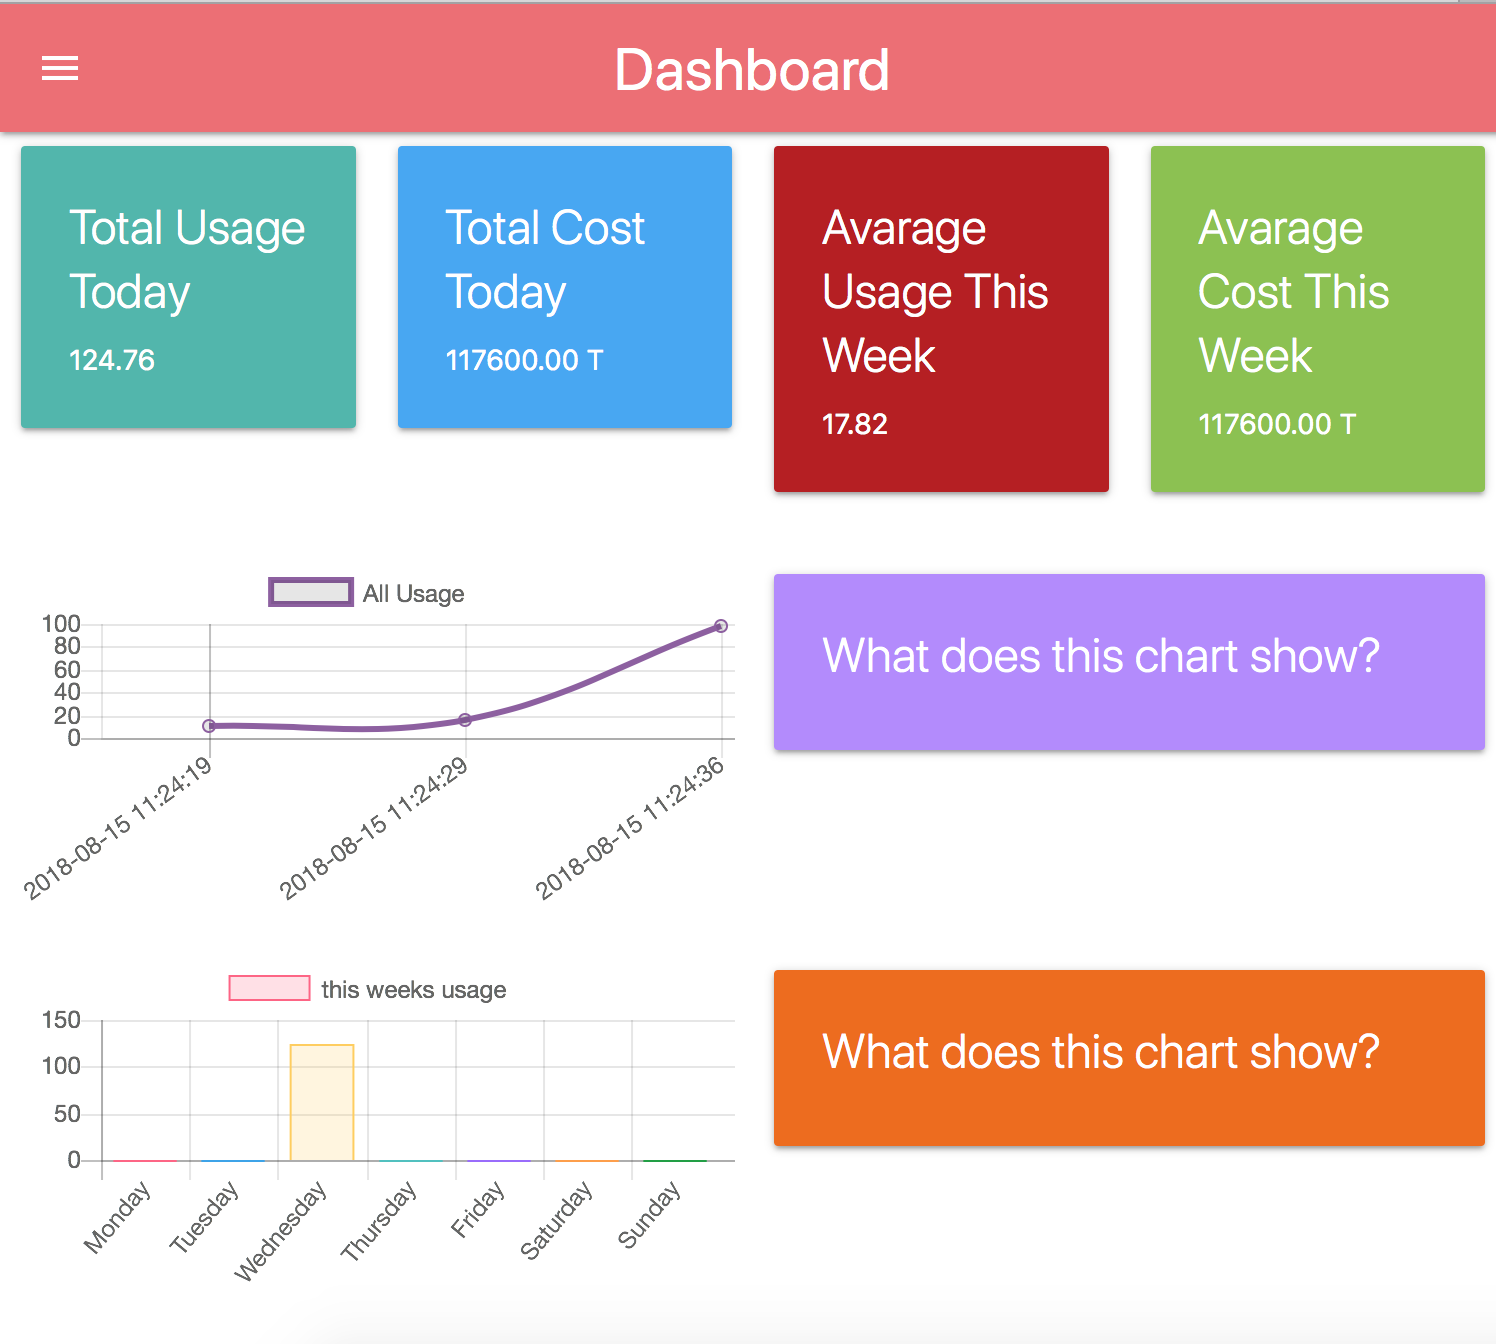 Dashboard
Total Usage
Today
124.76
Total Cost
Today
117600.00 T
Avarage
Usage This
Week
17.82
Avarage
Cost This
Week
117600.00 T
All Usage
100
80
60
40
20
0
2018-08-15 11:24:19
2018-08-15 11:24:29
2018-08-15 11:24:36
What does this chart show?
this weeks usage
150
100
50
0
Monday
Tuesday
Wednesday
Thursday
Friday
Saturday
Sunday
What does this chart show?